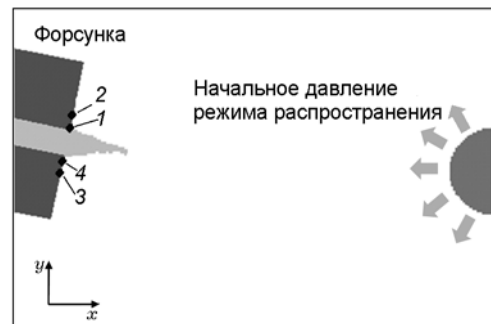 Форсунка
2
1
Начальное давление
режима распространения
4
3
y
x